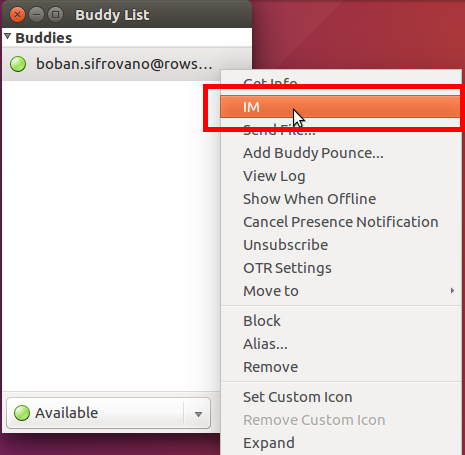 Buddy List
Buddies
boban.sifrovano@rows...
Get Info
IM
Send File...
Add Buddy Pounce...
View Log
Show When Offline
Cancel Presence Notification
Unsubscribe
OTR Settings
Move to
Block
Alias...
Remove
Set Custom Icon
Remove Custom Icon
Expand
Available